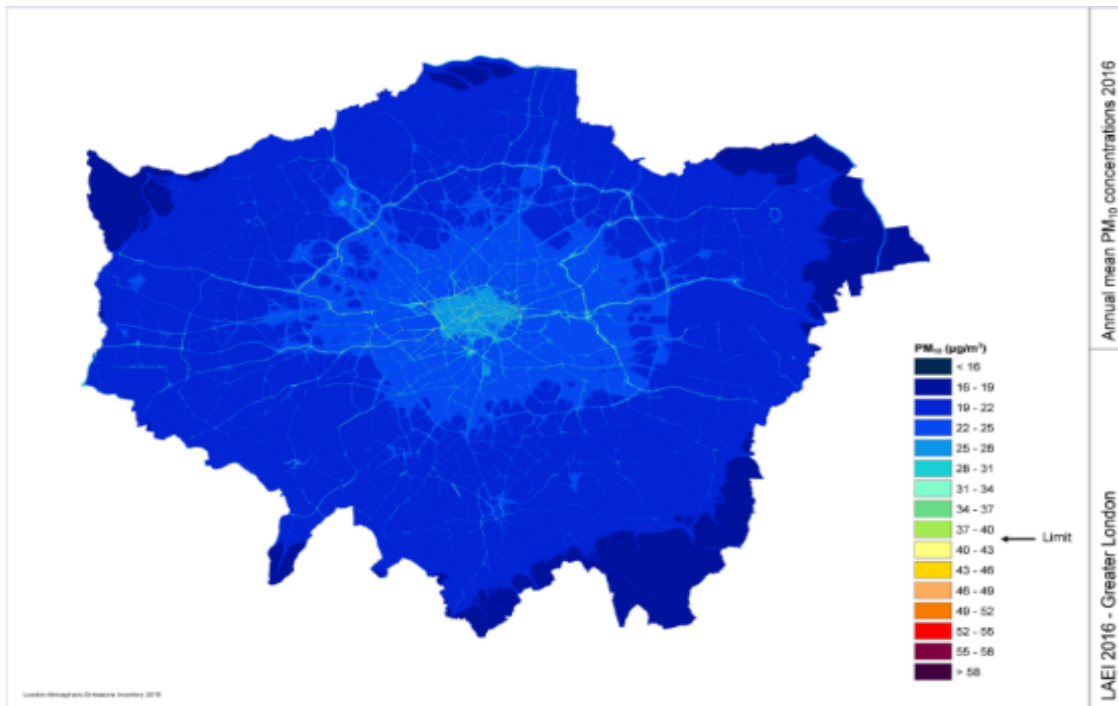 Annual mean PM₁₀ concentrations 2016
LAEI 2016 - Greater London
PM₁₀ (µg/m³)
< 16
16 - 19
19 - 22
22 - 25
25 - 28
28 - 31
31 - 34
34 - 37
37 - 40
Limit
40 - 43
43 - 46
46 - 49
49 - 52
52 - 55
55 - 58
> 58
London Atmospheric Emissions Inventory 2016